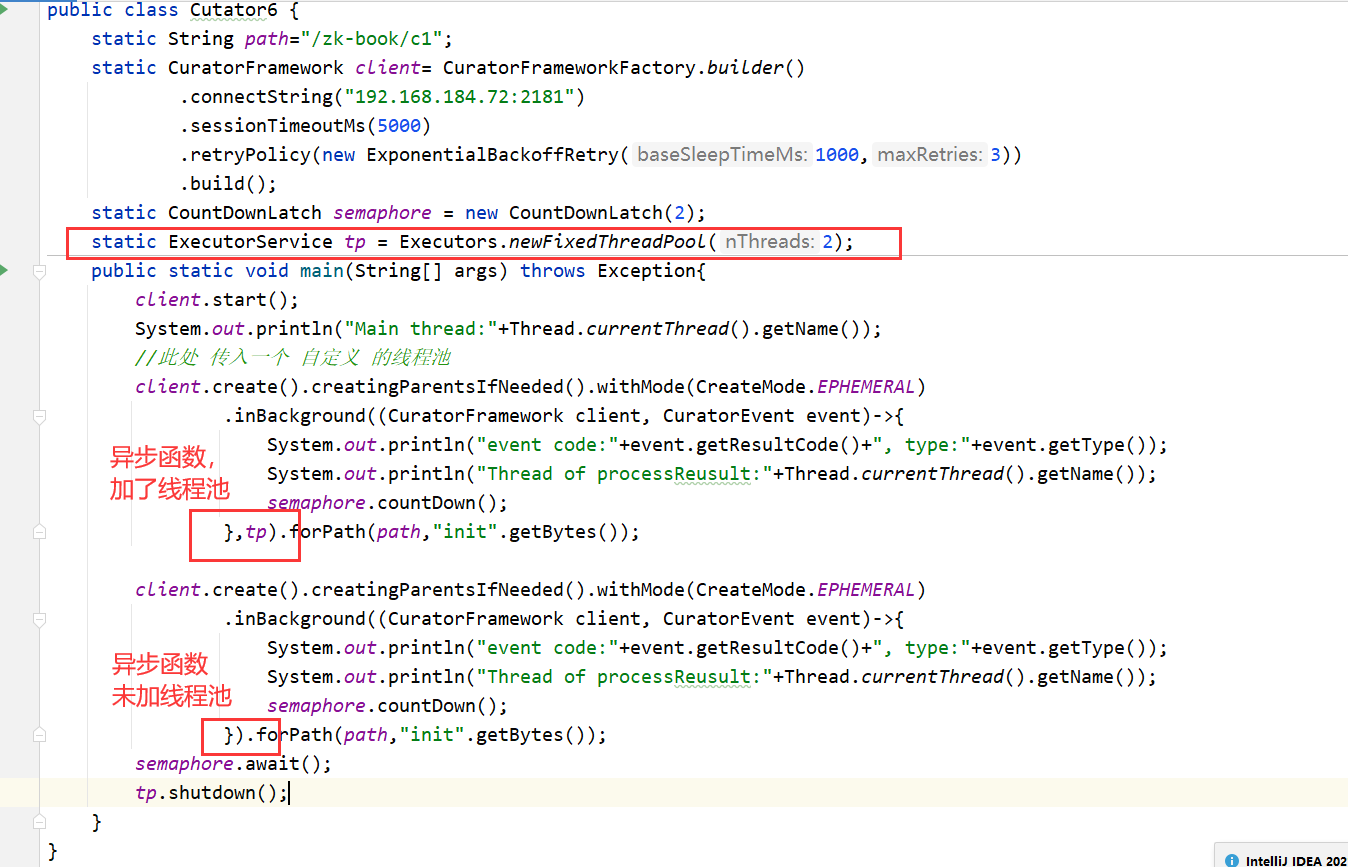 public class Cutator6 {
static String path="/zk-book/c1";
static CuratorFramework client= CuratorFrameworkFactory.builder()
.connectString("192.168.184.72:2181")
.sessionTimeoutMs(5000)
.retryPolicy(new ExponentialBackoffRetry( baseSleepTimeMs: 1000, maxRetries: 3))
.build();
static CountDownLatch semaphore = new CountDownLatch(2);
static ExecutorService tp = Executors.newFixedThreadPool( nThreads: 2);
public static void main(String[] args) throws Exception{
client.start();
System.out.println("Main thread:"+Thread.currentThread().getName());
//此处 传入一个 自定义 的线程池
client.create().creatingParentsIfNeeded().withMode(CreateMode.EPHEMERAL)
.inBackground((CuratorFramework client, CuratorEvent event)->{
System.out.println("event code:"+event.getResultCode()+", type:"+event.getType());
异步函数，
System.out.println("Thread of processReusult:"+Thread.currentThread().getName());
加了线程池
semaphore.countDown();
},tp).forPath(path,"init".getBytes());
client.create().creatingParentsIfNeeded().withMode(CreateMode.EPHEMERAL)
.inBackground((CuratorFramework client, CuratorEvent event)->{
System.out.println("event code:"+event.getResultCode()+", type:"+event.getType());
异步函数
System.out.println("Thread of processReusult:"+Thread.currentThread().getName());
未加线程池
semaphore.countDown();
}).forPath(path,"init".getBytes());
semaphore.await();
tp.shutdown();
}
}
IntelliJ IDEA 202